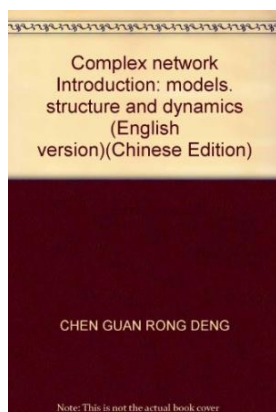 Complex network
Introduction: models.
structure and dynamics
(English
version)(Chinese Edition)
CHEN GUAN RONG DENG
Note: This is not the actual book cover